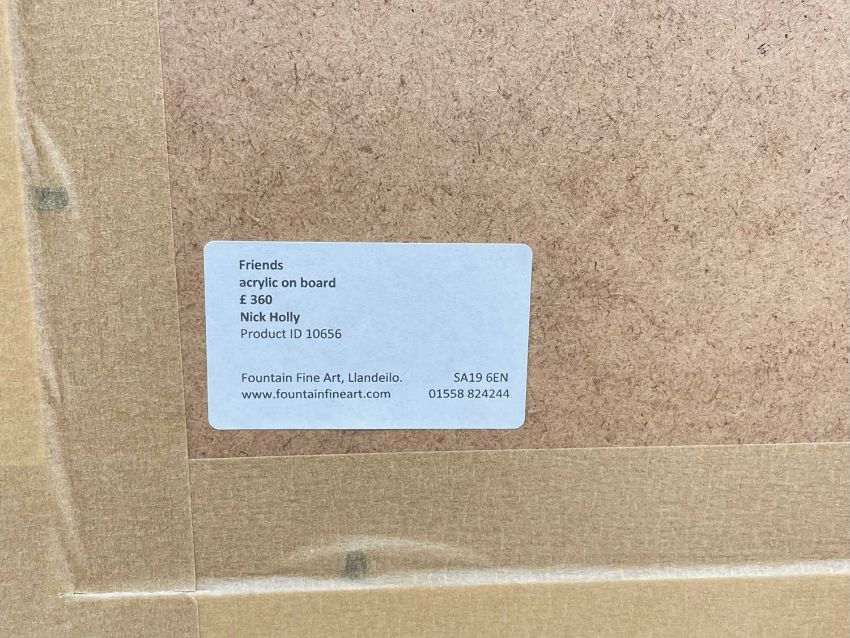 Friends
acrylic on board
£ 360
Nick Holly
Product ID 10656
Fountain Fine Art, Llandeilo. SA19 6EN
www.fountainfineart.com 01558 824244